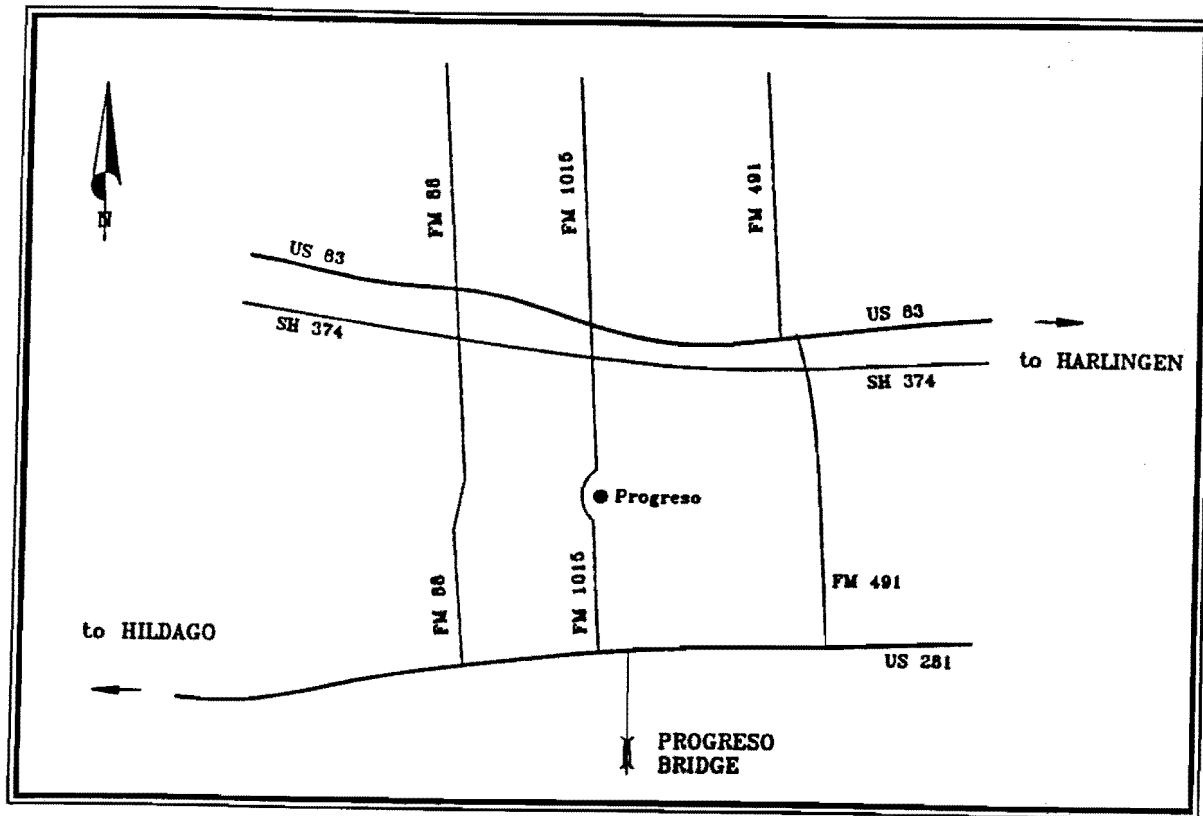 N
FM 88
FM 1015
FM 491
US 83
SH 374
US 83
to HARLINGEN
SH 374
Progreso
FM 88
FM 1015
FM 491
to HILDAGO
US 281
PROGRESO
BRIDGE